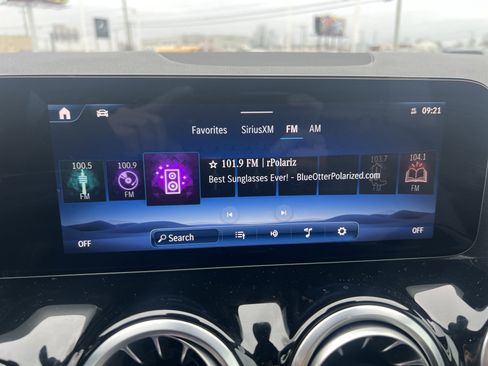 09:21
Favorites SiriusXM FM AM
100.5 FM
100.9 FM
101.9 FM | rPolariz
Best Sunglasses Ever! - BlueOtterPolarized.com
103.7
104.1 FM
OFF
Search
OFF